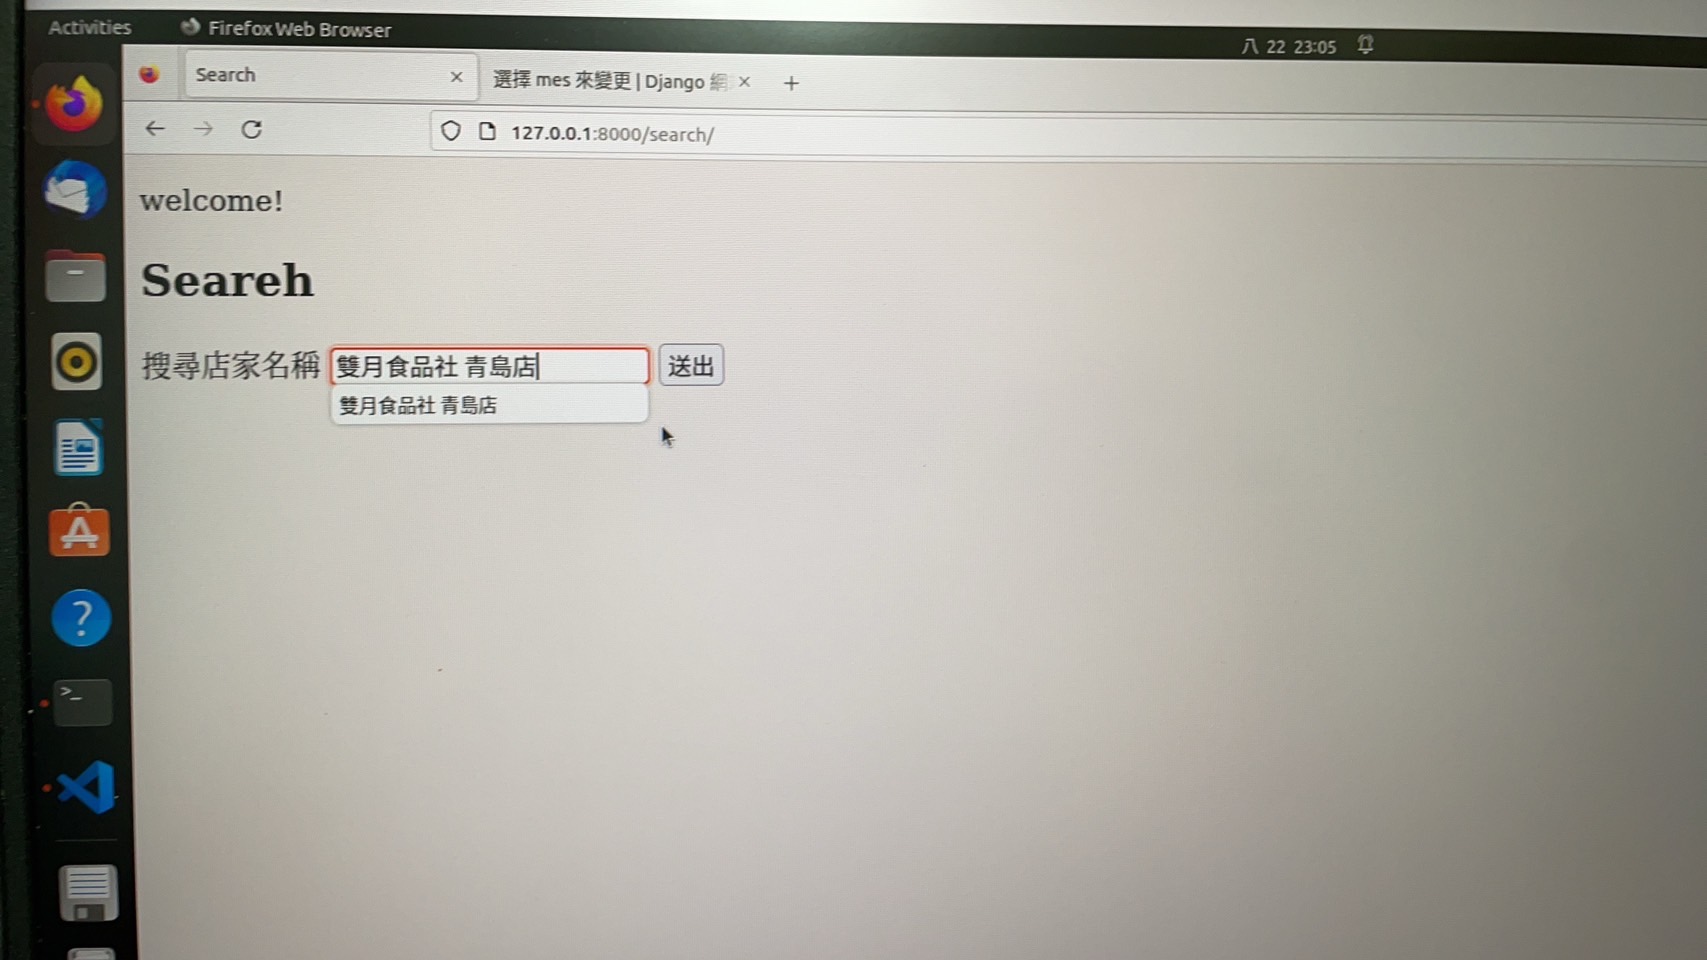 Activities
Firefox Web Browser
八 22 23:05
Search
選擇 mes 來變更 | Django 網
127.0.0.1:8000/search/
welcome!
Seareh
搜尋店家名稱
雙月食品社 青島店
送出
雙月食品社 青島店